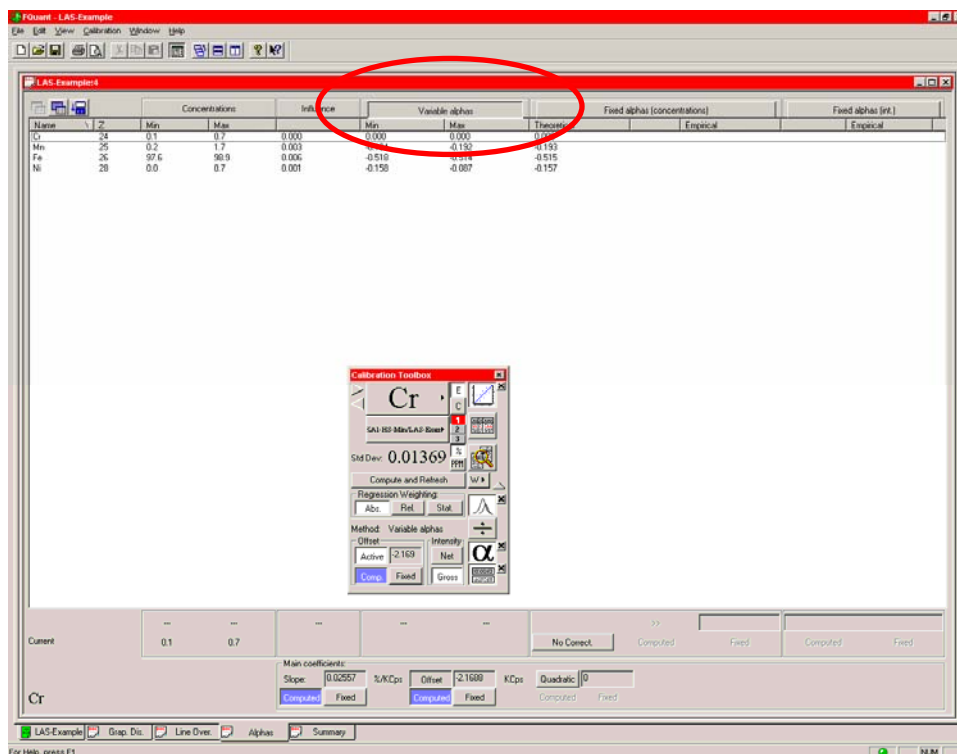 FQuant - LAS-Example
File Edit View Calibration Window Help
LAS-Example:4
Concentrations Influence Variable alphas Fixed alphas (concentrations) Fixed alphas (int.)
Name \ Z Min Max Min Max Theoretical Empirical Empirical
Cr 24 0.1 0.7 0.000 0.000 0.000
Mn 25 0.2 1.7 0.003 -0.192 -0.193
Fe 26 97.6 98.9 0.006 -0.518 -0.514 -0.515
Ni 28 0.0 0.7 0.001 -0.158 -0.087 -0.157
Calibration Toolbox
Cr
E
C
1
2
3
Std Dev: 0.01369
%
PPM
Compute and Refresh W
Regression Weighting:
Abs. Rel. Stat.
Method: Variable alphas
Offset Intensity
Active -2.169 Net
Comp. Fixed Gross
α
... ... ... ... ... >>
Current 0.1 0.7 No Correct. Computed Fixed Computed Fixed
Main coefficients:
Slope: 0.02557 %/KCps Offset -2.1688 KCps Quadratic 0
Computed Fixed Computed Fixed Computed Fixed
Cr
LAS-Example Grap. Dis. Line Over. Alphas Summary
For Help, press F1 NUM